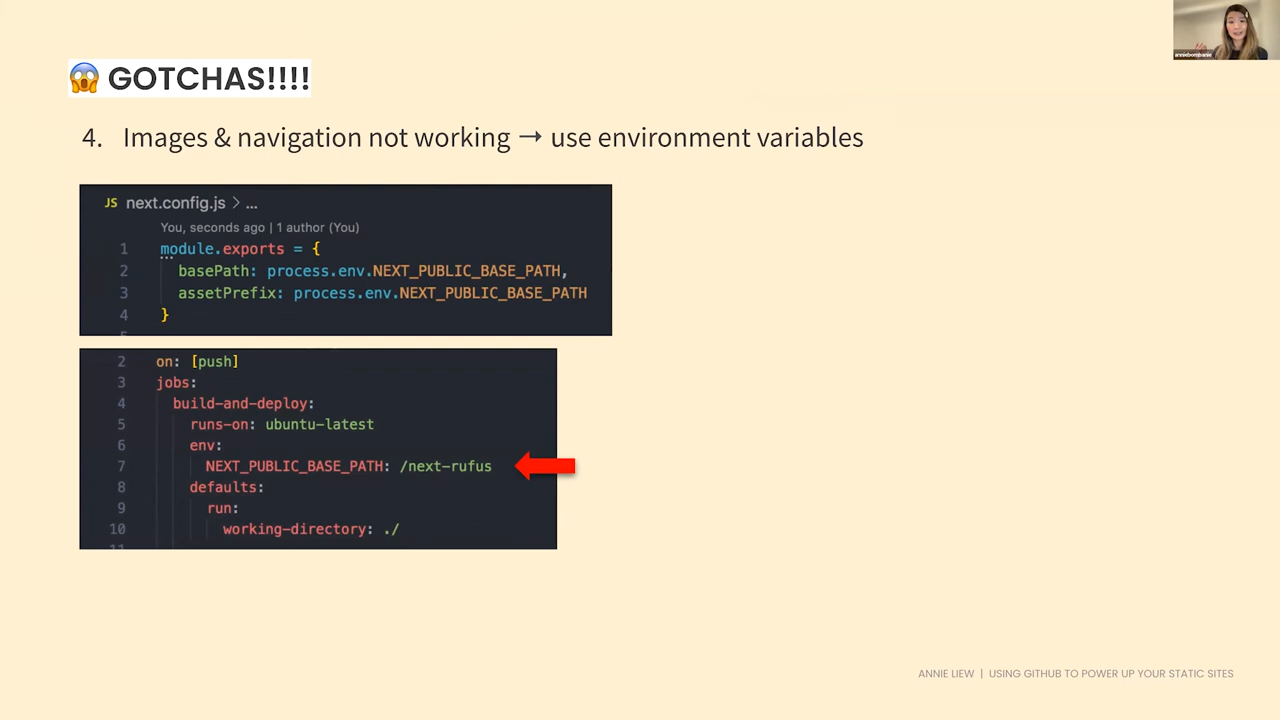 anniebombanie
😱 GOTCHAS!!!!
4. Images & navigation not working → use environment variables
JS next.config.js > ...
You, seconds ago | 1 author (You)
1 module.exports = {
2 basePath: process.env.NEXT_PUBLIC_BASE_PATH,
3 assetPrefix: process.env.NEXT_PUBLIC_BASE_PATH
4 }
2 on: [push]
3 jobs:
4 build-and-deploy:
5 runs-on: ubuntu-latest
6 env:
7 NEXT_PUBLIC_BASE_PATH: /next-rufus
8 defaults:
9 run:
10 working-directory: ./
11
ANNIE LIEW | USING GITHUB TO POWER UP YOUR STATIC SITES